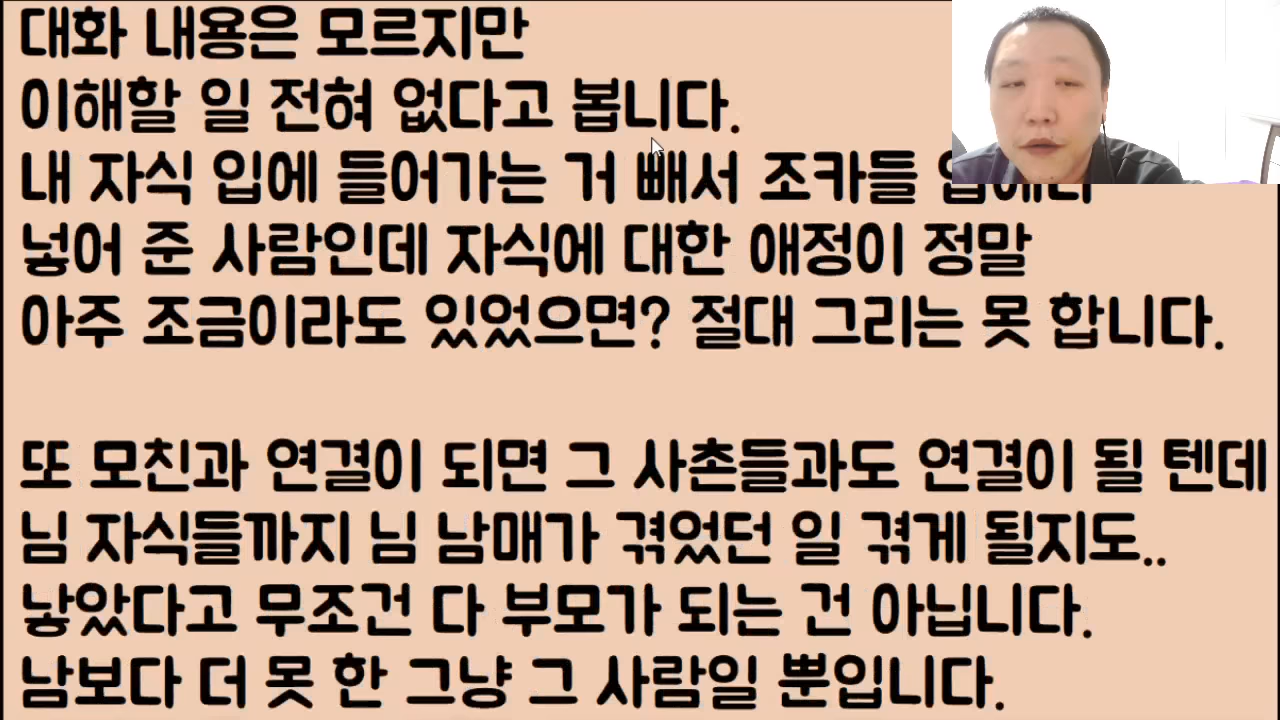 대화 내용은 모르지만
이해할 일 전혀 없다고 봅니다.
내 자식 입에 들어가는 거 빼서 조카들
넣어 준 사람인데 자식에 대한 애정이 정말
아주 조금이라도 있었으면? 절대 그리는 못 합니다.
또 모친과 연결이 되면 그 사촌들과도 연결이 될 텐데
님 자식들까지 님 남매가 겪었던 일 겪게 될지도..
낳았다고 무조건 다 부모가 되는 건 아닙니다.
남보다 더 못 한 그냥 그 사람일 뿐입니다.